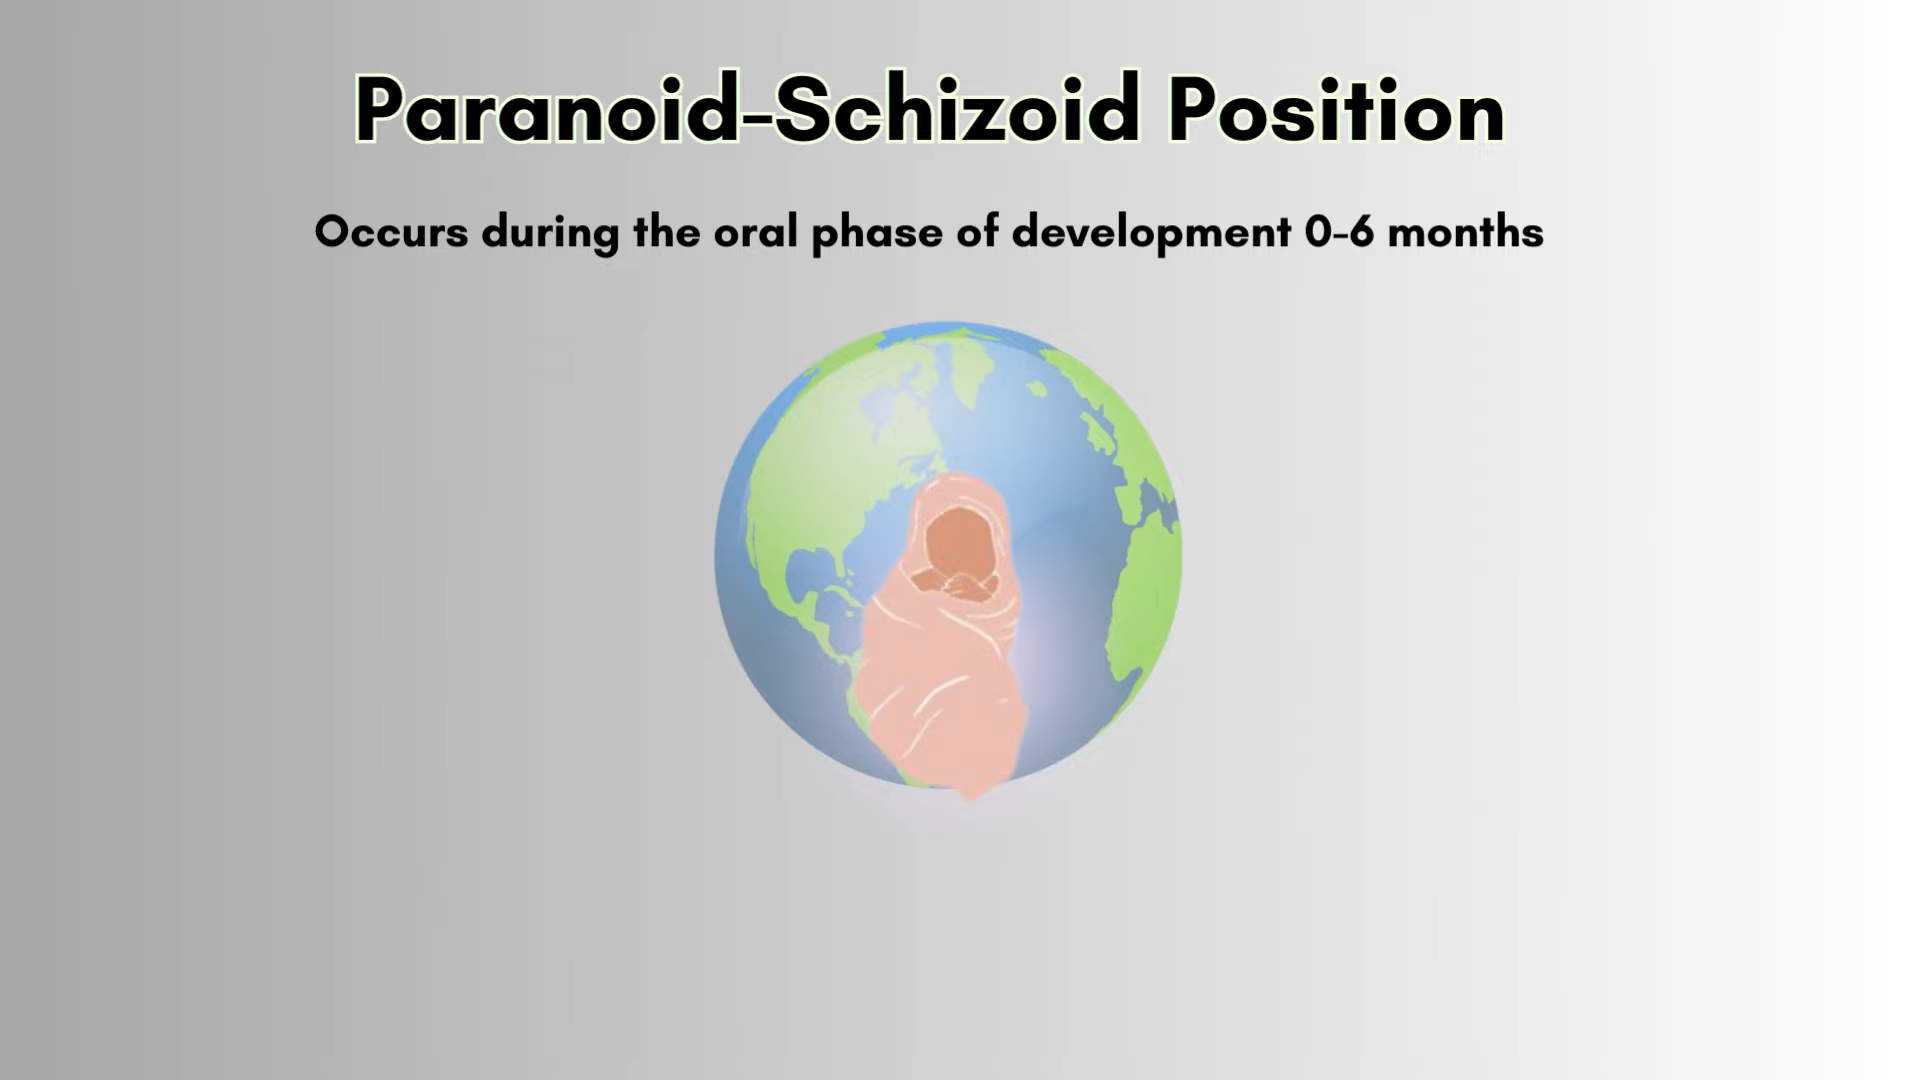 Paranoid-Schizoid Position
Occurs during the oral phase of development 0-6 months